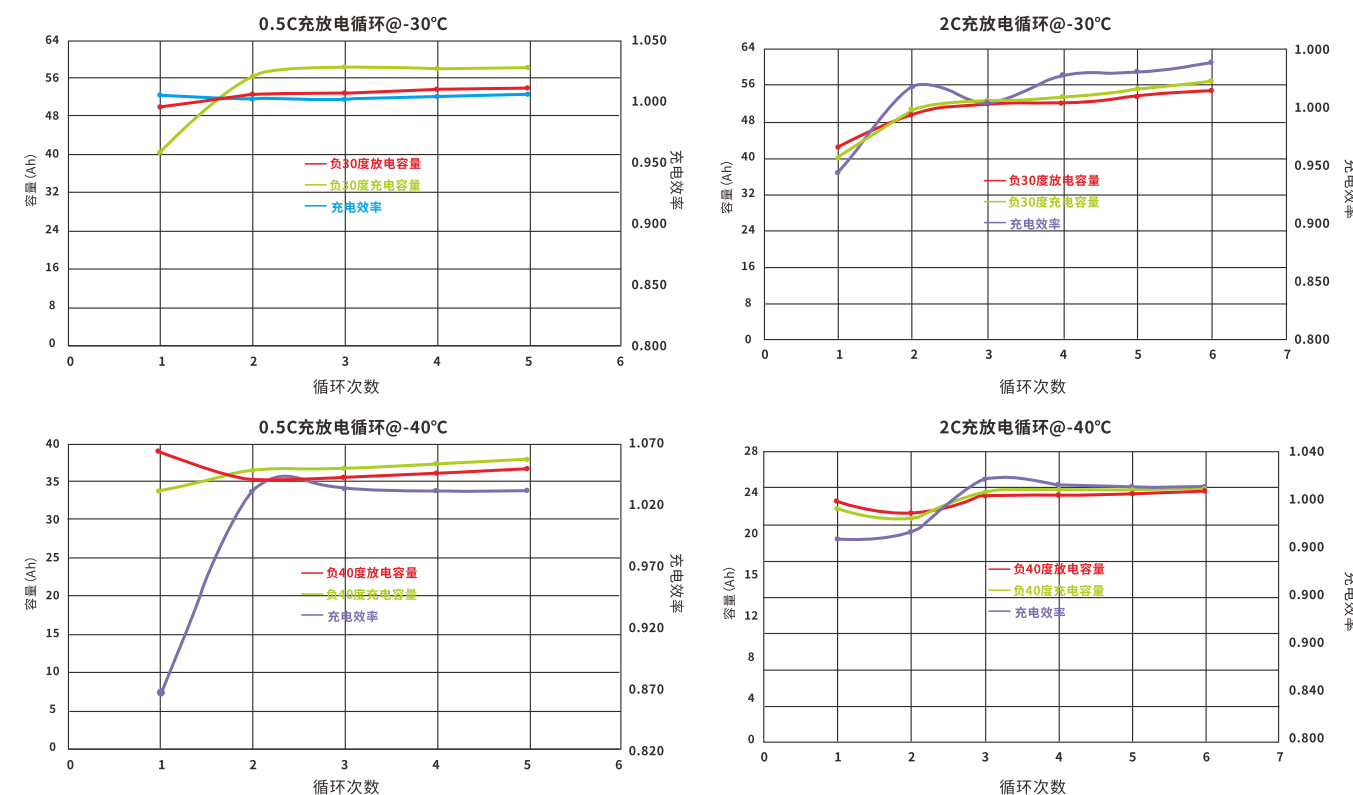 0.5C充放电循环@-30℃
64
56
48
40
32
24
16
8
0
容量(Ah)
1.050
1.000
0.950
0.900
0.850
0.800
充电效率
负30度放电容量
负30度充电容量
充电效率
0 1 2 3 4 5 6
循环次数
2C充放电循环@-30℃
64
56
48
40
32
24
16
8
0
容量(Ah)
1.000
1.000
0.950
0.900
0.850
0.800
充电效率
负30度放电容量
负30度充电容量
充电效率
0 1 2 3 4 5 6 7
循环次数
0.5C充放电循环@-40℃
40
35
30
25
20
15
10
5
0
容量(Ah)
1.070
1.020
0.970
0.920
0.870
0.820
充电效率
负40度放电容量
负40度充电容量
充电效率
0 1 2 3 4 5 6
循环次数
2C充放电循环@-40℃
28
24
20
15
12
8
4
0
容量(Ah)
1.040
1.000
0.900
0.900
0.900
0.840
0.800
充电效率
负40度放电容量
负40度充电容量
充电效率
0 1 2 3 4 5 6 7
循环次数